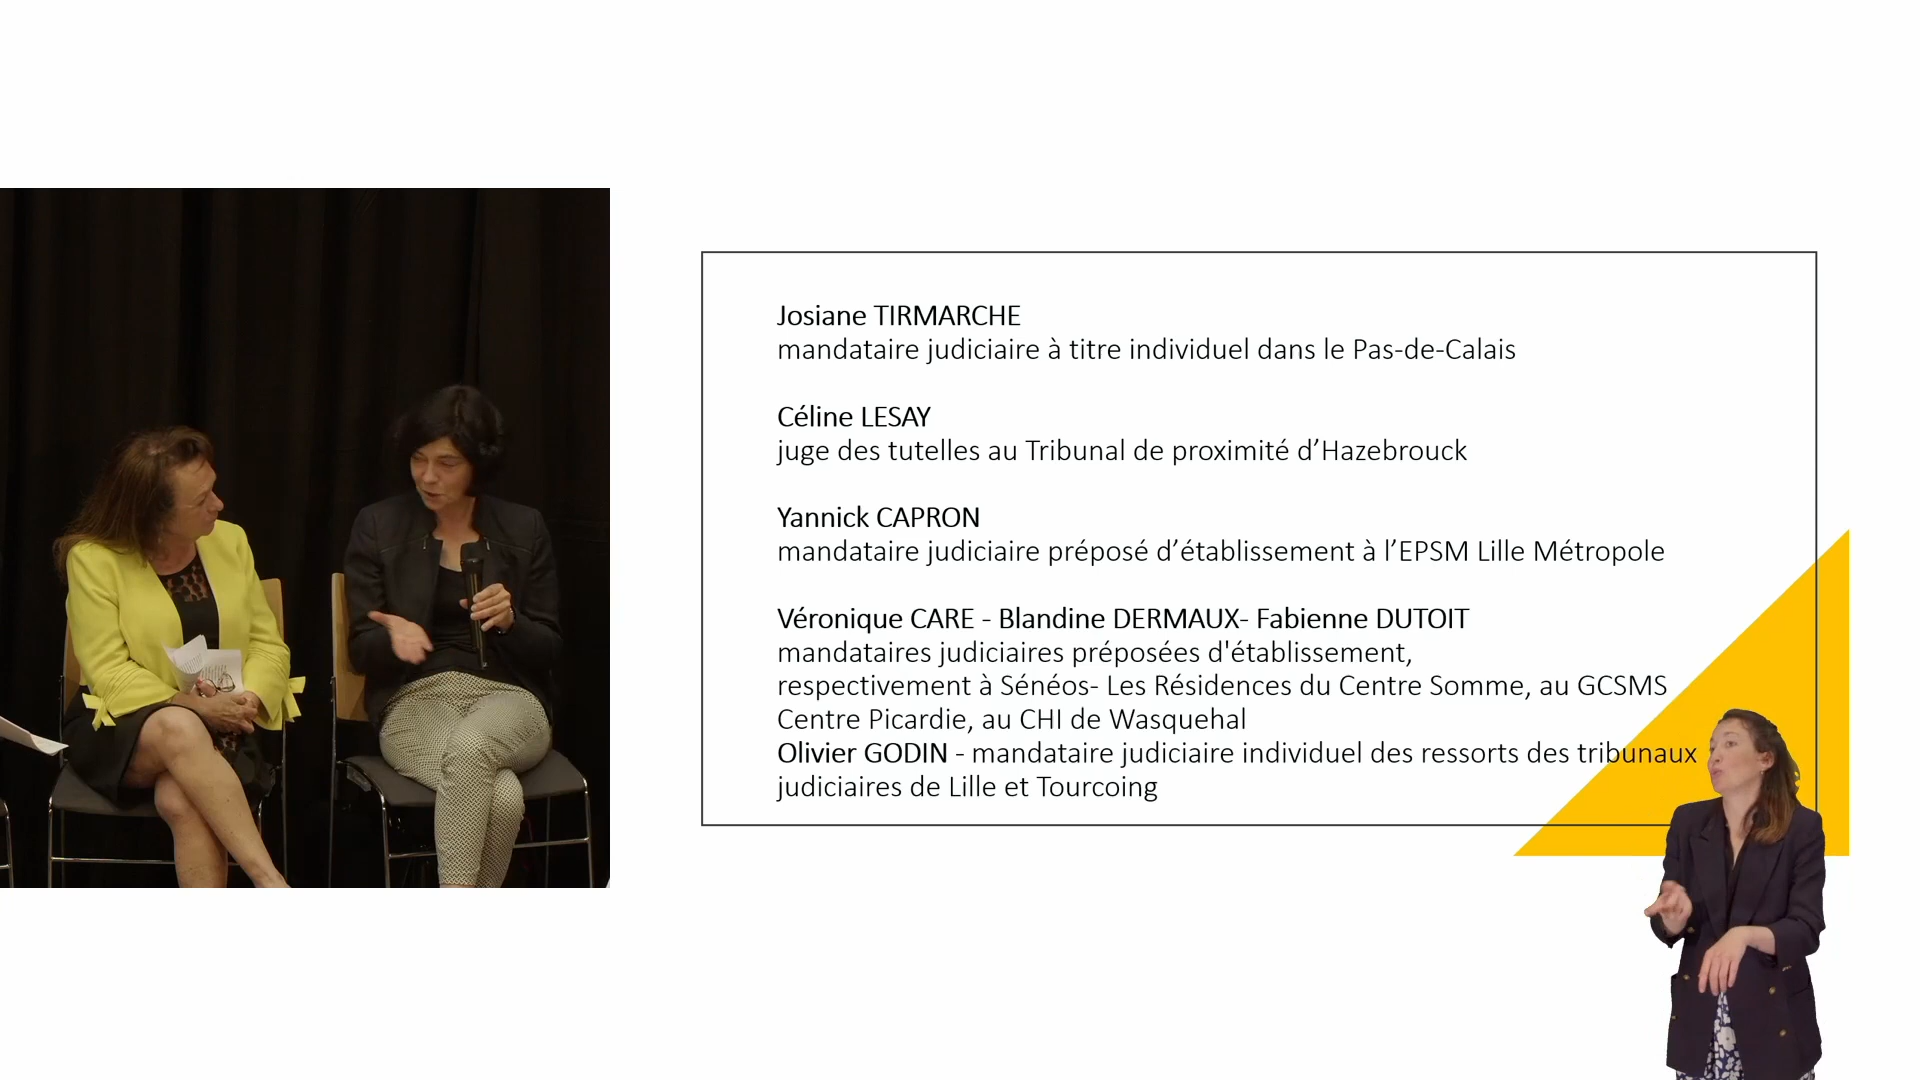 Josiane TIRMARCHE
mandataire judiciaire à titre individuel dans le Pas-de-Calais
Céline LESAY
juge des tutelles au Tribunal de proximité d’Hazebrouck
Yannick CAPRON
mandataire judiciaire préposé d’établissement à l’EPSM Lille Métropole
Véronique CARE - Blandine DERMAUX- Fabienne DUTOIT
mandataires judiciaires préposées d'établissement,
respectivement à Sénéos- Les Résidences du Centre Somme, au GCSMS
Centre Picardie, au CHI de Wasquehal
Olivier GODIN - mandataire judiciaire individuel des ressorts des tribunaux
judiciaires de Lille et Tourcoing